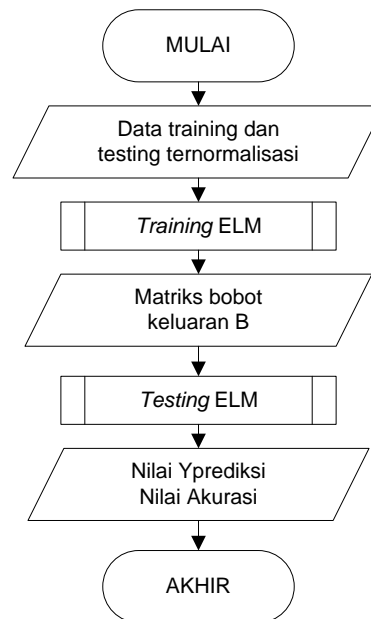 MULAI
Data training dan
testing ternormalisasi
Training ELM
Matriks bobot
keluaran B
Testing ELM
Nilai Yprediksi
Nilai Akurasi
AKHIR